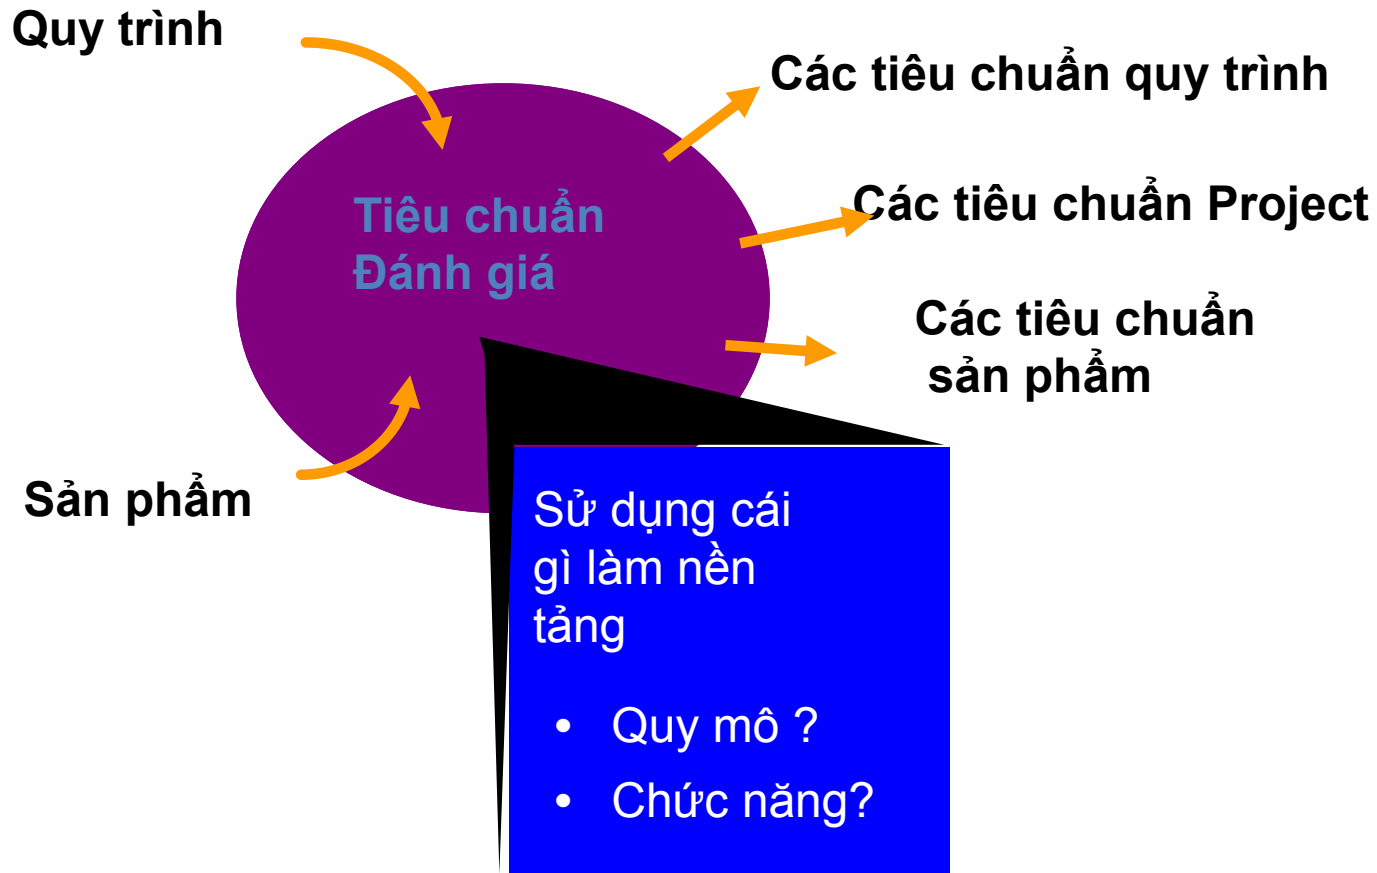 Quy trình
Các tiêu chuẩn quy trình
Các tiêu chuẩn Project
Tiêu chuẩn
Đánh giá
Các tiêu chuẩn
sản phẩm
Sản phẩm
Sử dụng cái
gì làm nền
tảng
• Quy mô ?
• Chức năng?